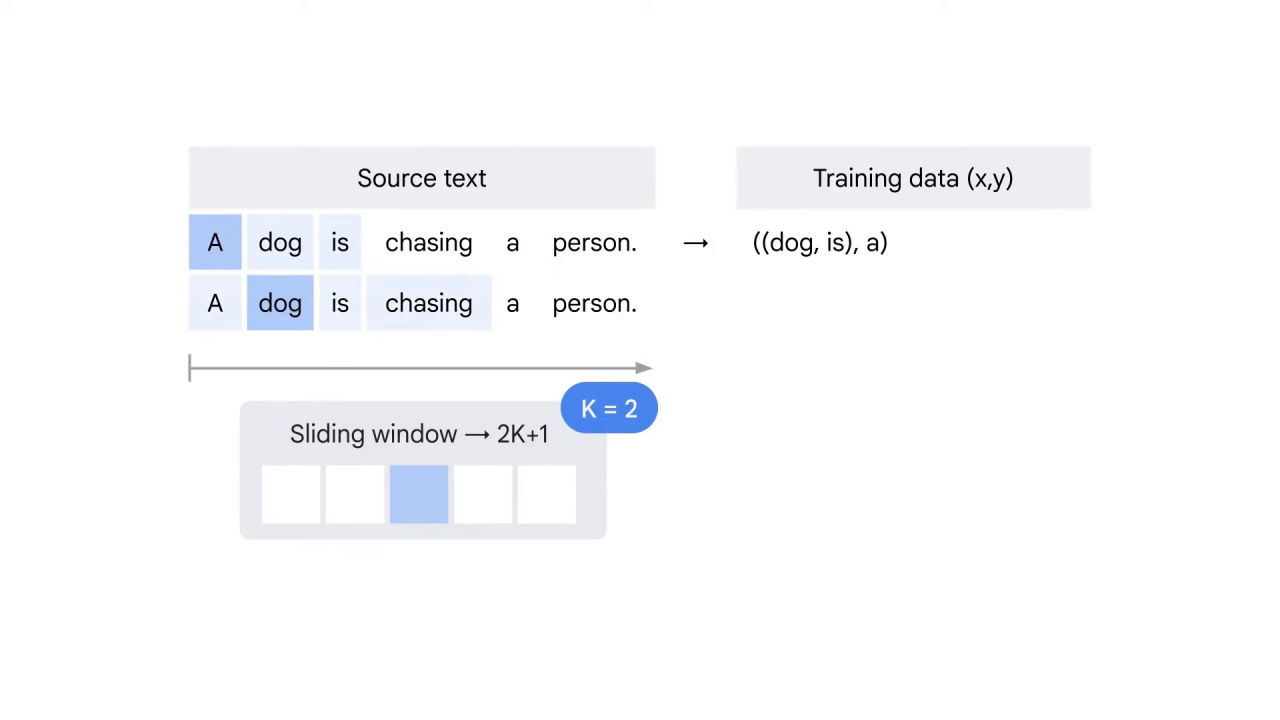 Source text
Training data (x,y)
A dog is chasing a person. → ((dog, is), a)
A dog is chasing a person.
K = 2
Sliding window → 2K+1